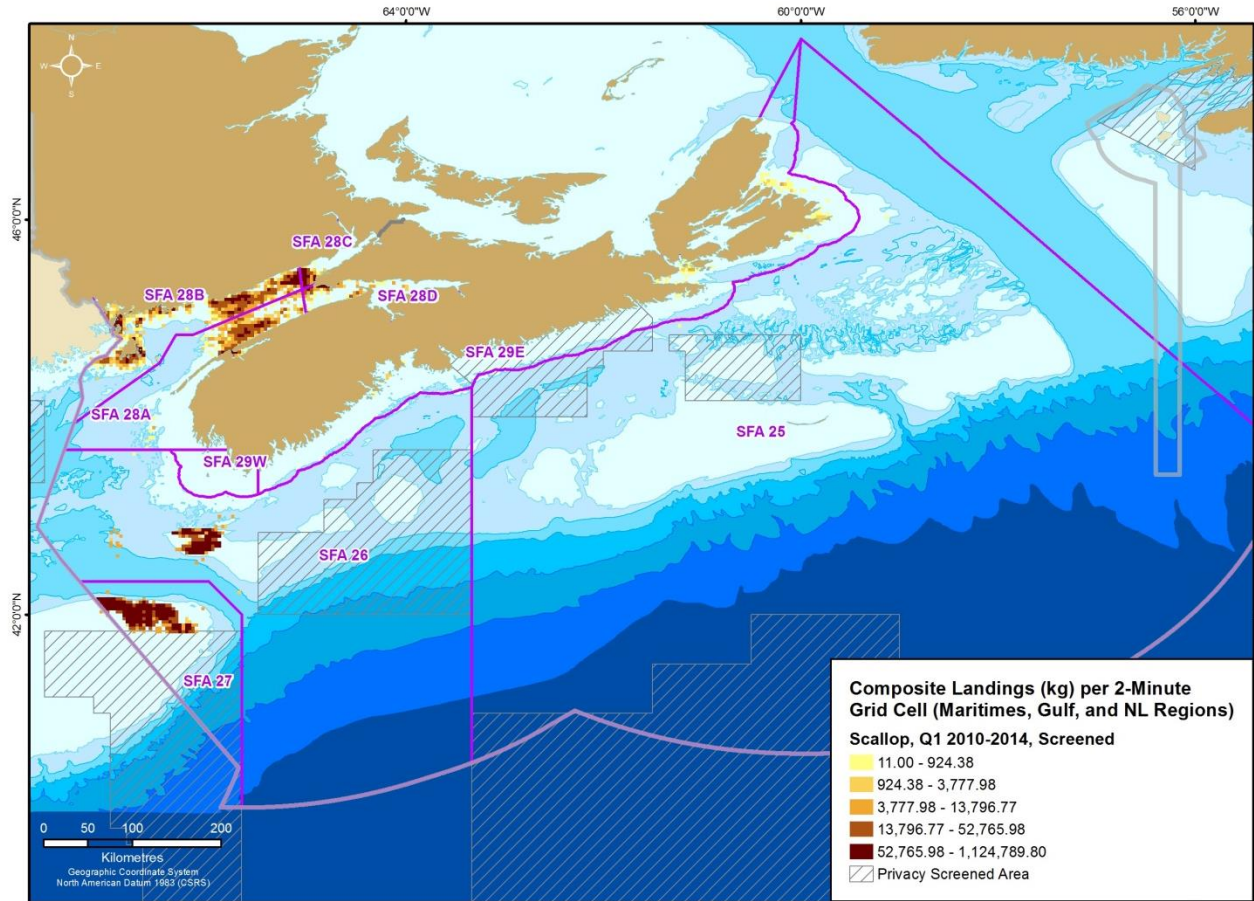 64°0'0"W
60°0'0"W
56°0'0"W
N
W
E
S
46°0'0"N
42°0'0"N
SFA 28C
SFA 28B
SFA 28D
SFA 29E
SFA 28A
SFA 25
SFA 29W
SFA 26
SFA 27
0 50 100 200
Kilometres
Geographic Coordinate System
North American Datum 1983 (CSRS)
Composite Landings (kg) per 2-Minute
Grid Cell (Maritimes, Gulf, and NL Regions)
Scallop, Q1 2010-2014, Screened
11.00 - 924.38
924.38 - 3,777.98
3,777.98 - 13,796.77
13,796.77 - 52,765.98
52,765.98 - 1,124,789.80
Privacy Screened Area